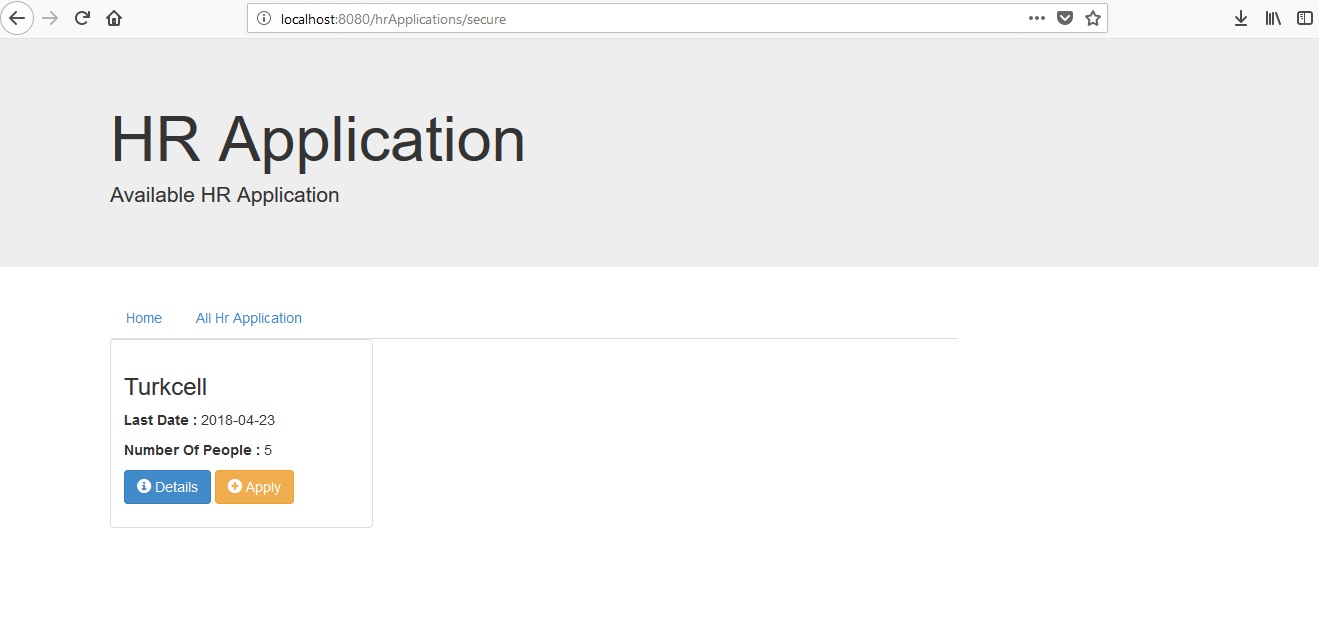 localhost:8080/hrApplications/secure
HR Application
Available HR Application
Home All Hr Application
Turkcell
Last Date : 2018-04-23
Number Of People : 5
Details Apply